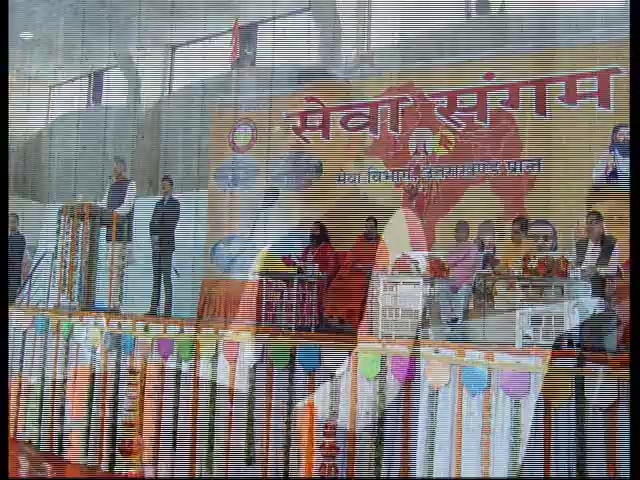 सेवा संगम
सेवा विभाग, उत्तराखण्ड प्रान्त